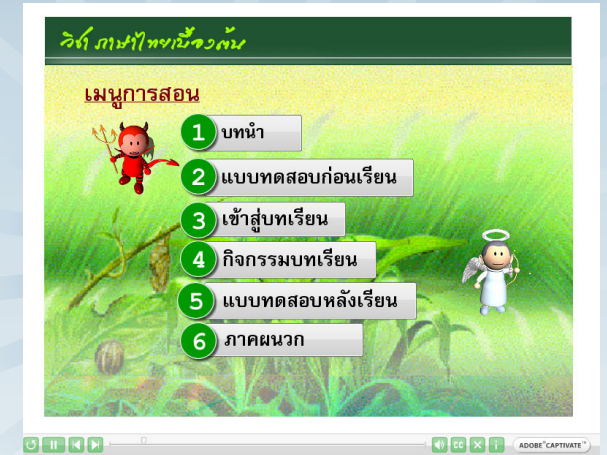 วิชา ภาษาไทยเบื้องต้น
เมนูการสอน
1 บทนำ
2 แบบทดสอบก่อนเรียน
3 เข้าสู่บทเรียน
4 กิจกรรมบทเรียน
5 แบบทดสอบหลังเรียน
6 ภาคผนวก
CC X i ADOBE® CAPTIVATE™